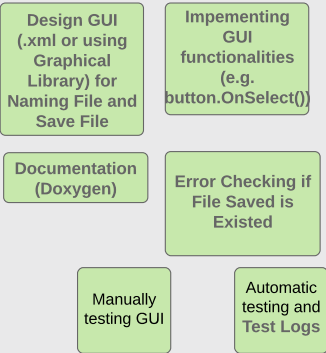 Design GUI
(.xml or using
Graphical
Library) for
Naming File and
Save File
Impementing
GUI
functionalities
(e.g.
button.OnSelect())
Documentation
(Doxygen)
Error Checking if
File Saved is
Existed
Manually
testing GUI
Automatic
testing and
Test Logs